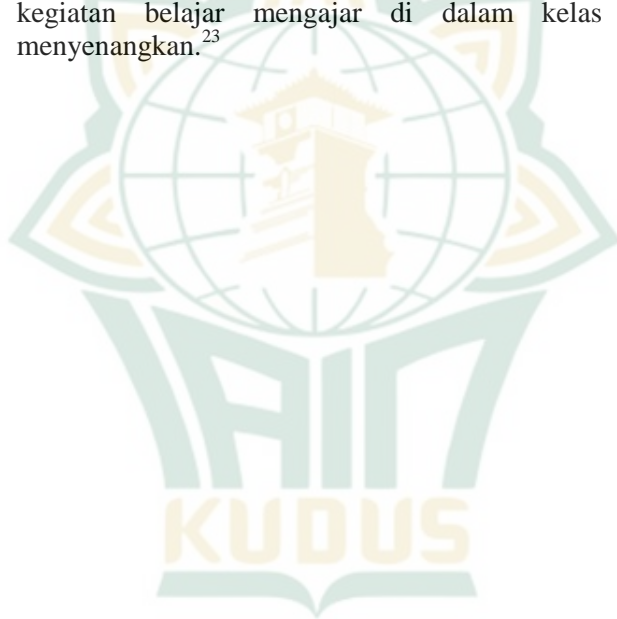 kegiatan belajar mengajar di dalam kelas
menyenangkan.²³
IAIN
KUDUS